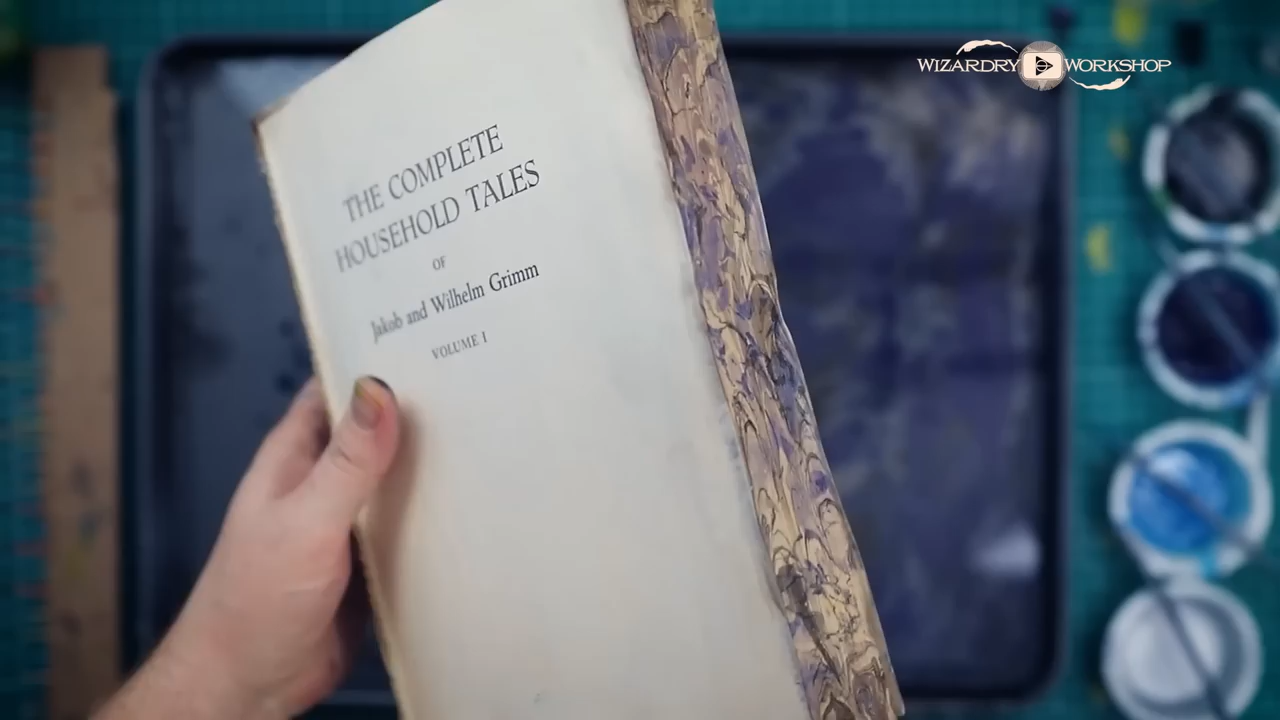 WIZARDRY WORKSHOP
THE COMPLETE
HOUSEHOLD TALES
OF
Jakob and Wilhelm Grimm
VOLUME I